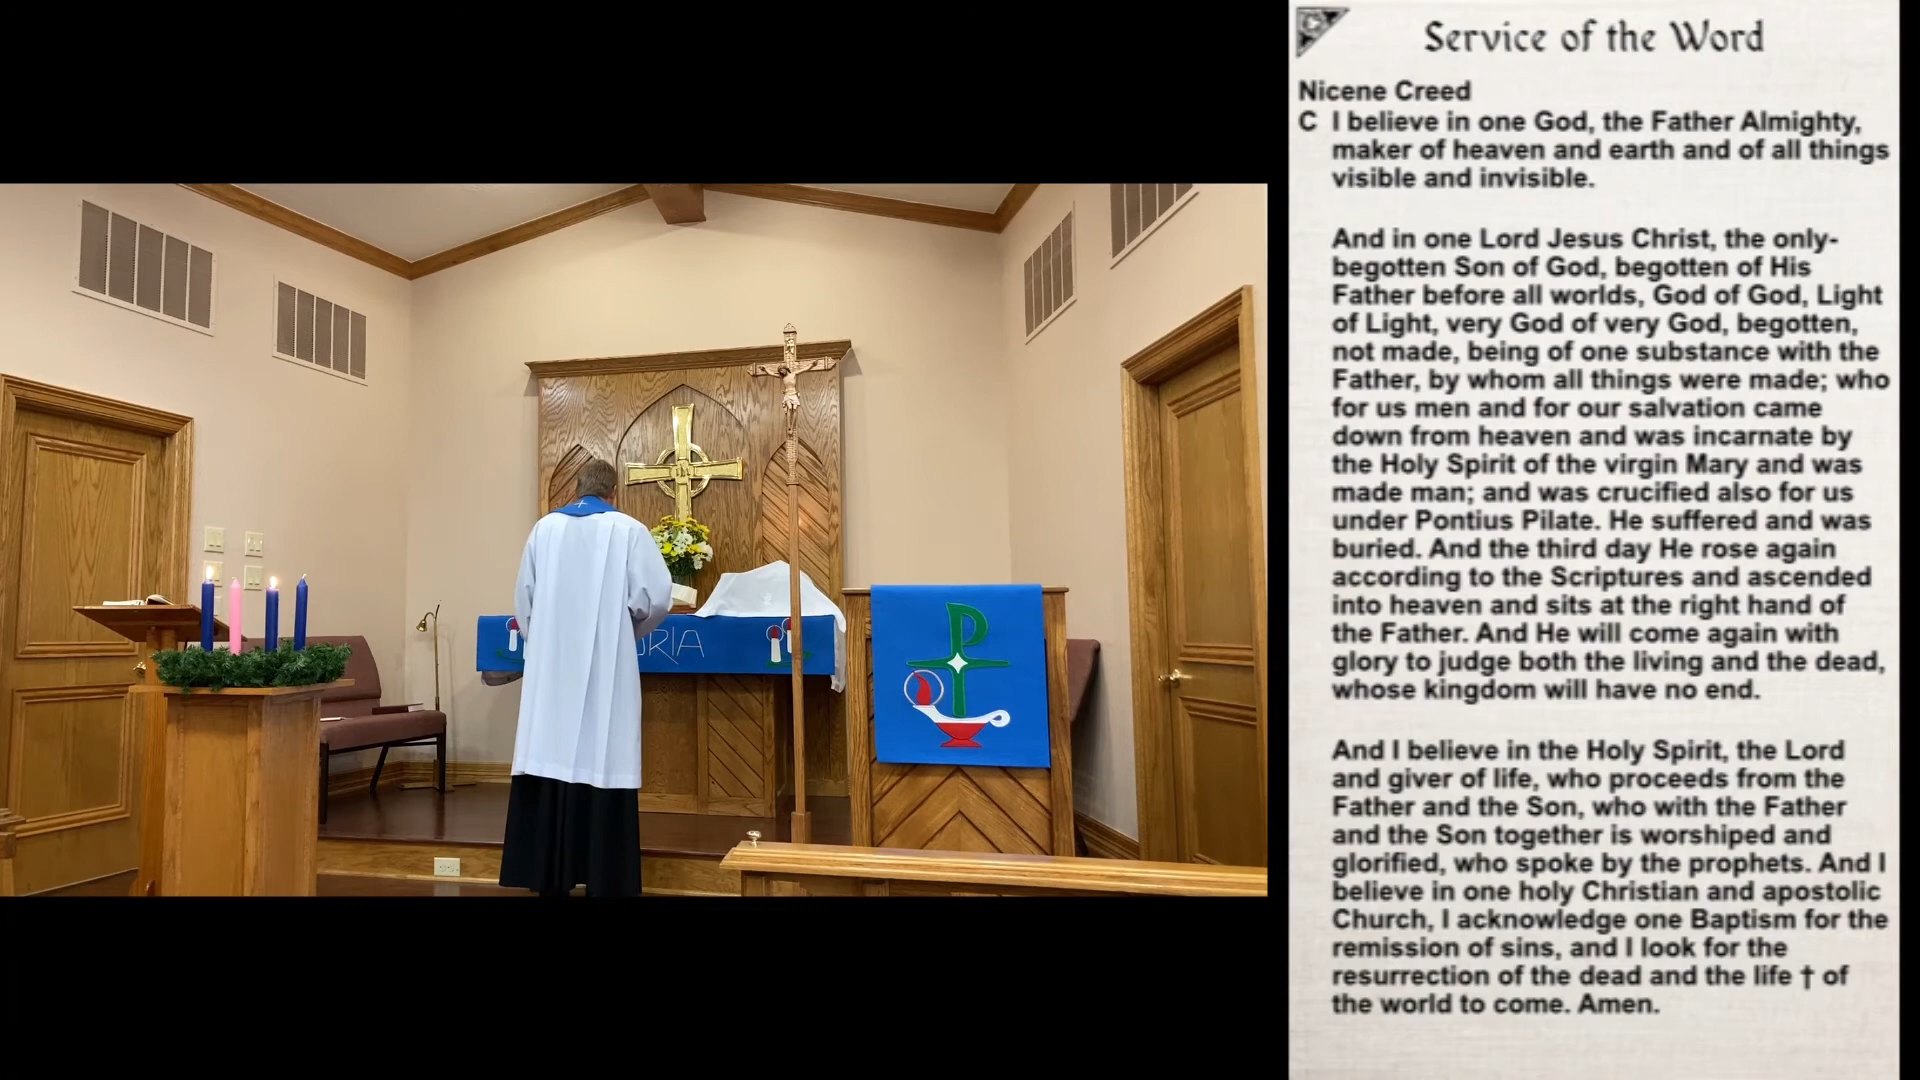 Service of the Word
Nicene Creed
C I believe in one God, the Father Almighty,
maker of heaven and earth and of all things
visible and invisible.
And in one Lord Jesus Christ, the only-
begotten Son of God, begotten of His
Father before all worlds, God of God, Light
of Light, very God of very God, begotten,
not made, being of one substance with the
Father, by whom all things were made; who
for us men and for our salvation came
down from heaven and was incarnate by
the Holy Spirit of the virgin Mary and was
made man; and was crucified also for us
under Pontius Pilate. He suffered and was
buried. And the third day He rose again
according to the Scriptures and ascended
into heaven and sits at the right hand of
the Father. And He will come again with
glory to judge both the living and the dead,
whose kingdom will have no end.
And I believe in the Holy Spirit, the Lord
and giver of life, who proceeds from the
Father and the Son, who with the Father
and the Son together is worshiped and
glorified, who spoke by the prophets. And I
believe in one holy Christian and apostolic
Church, I acknowledge one Baptism for the
remission of sins, and I look for the
resurrection of the dead and the life † of
the world to come. Amen.